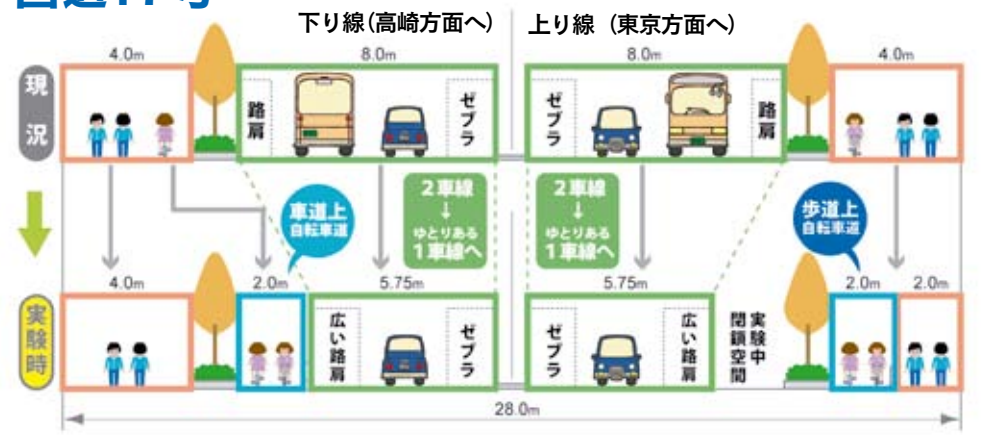 国道17号
下り線(高崎方面へ) 上り線 (東京方面へ)
4.0m 8.0m 8.0m 4.0m
現況
路肩
ゼブラ
ゼブラ
路肩
車道上
自転車道
2車線
↓
ゆとりある
1車線へ
2車線
↓
ゆとりある
1車線へ
歩道上
自転車道
4.0m 2.0m 5.75m 5.75m 2.0m 2.0m
実験時
広い路肩
ゼブラ
ゼブラ
広い路肩
実験中
閉鎖空間
28.0m